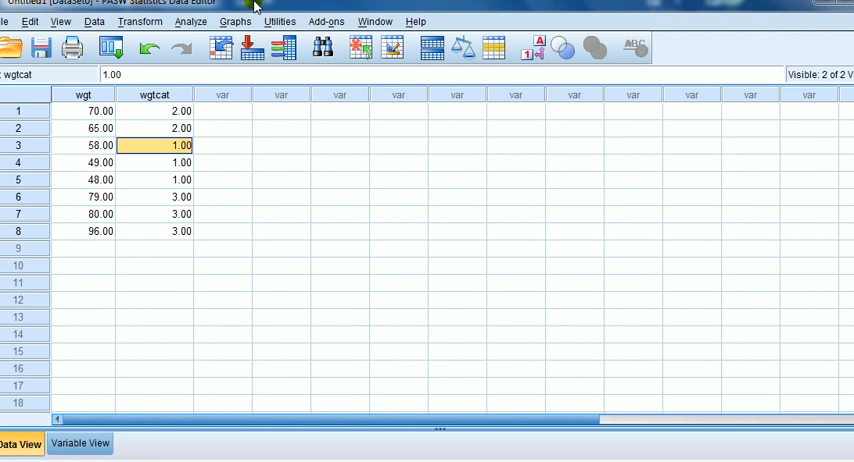 Untitled1 [DataSet0] - PASW Statistics Data Editor
le Edit View Data Transform Analyze Graphs Utilities Add-ons Window Help
A
1
A
14
ABC
: wgtcat 1.00 Visible: 2 of 2 V
wgt wgtcat var var var var var var var var var var var
1 70.00 2.00
2 65.00 2.00
3 58.00 1.00
4 49.00 1.00
5 48.00 1.00
6 79.00 3.00
7 80.00 3.00
8 96.00 3.00
9
10
11
12
13
14
15
16
17
18
Data View Variable View